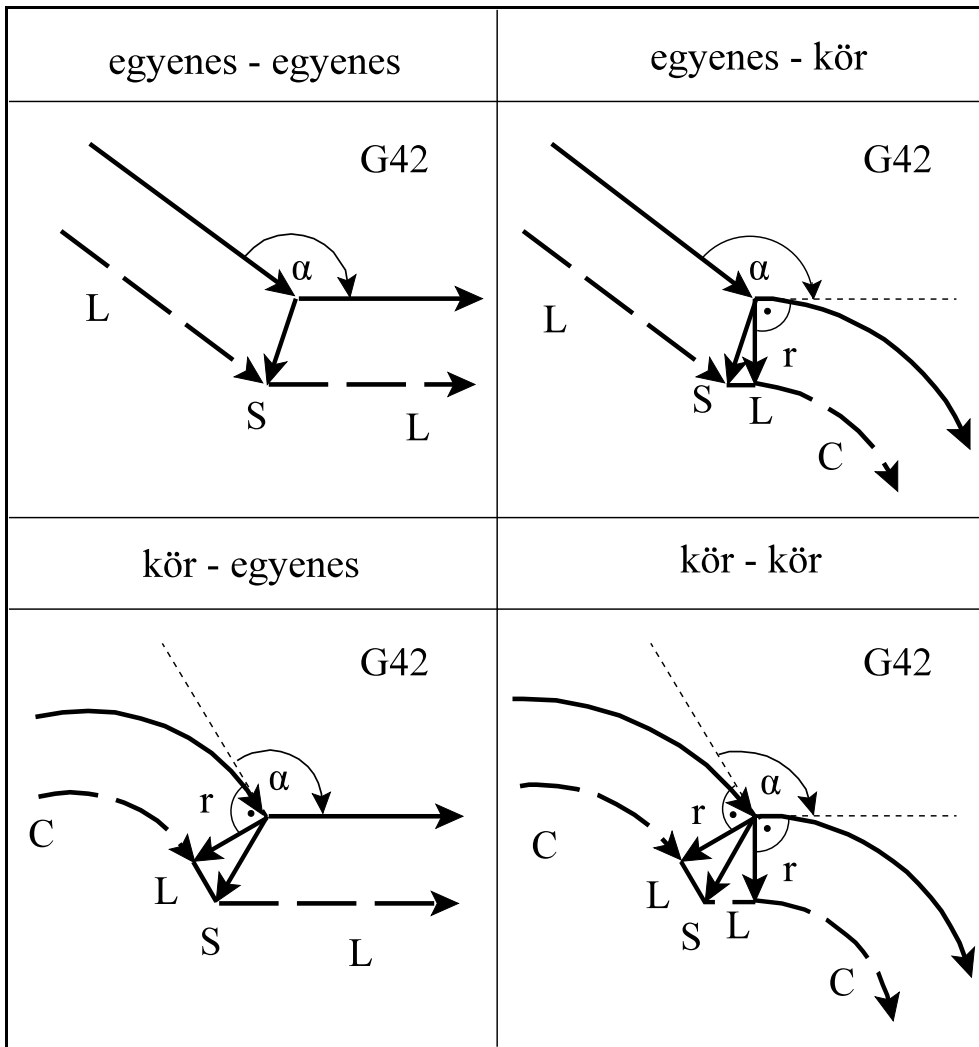 egyenes - egyenes
egyenes - kör
G42
α
L
S
L
G42
α
L
r
S
L
C
kör - egyenes
kör - kör
G42
α
r
C
L
S
L
G42
α
r
C
r
L
S
L
C